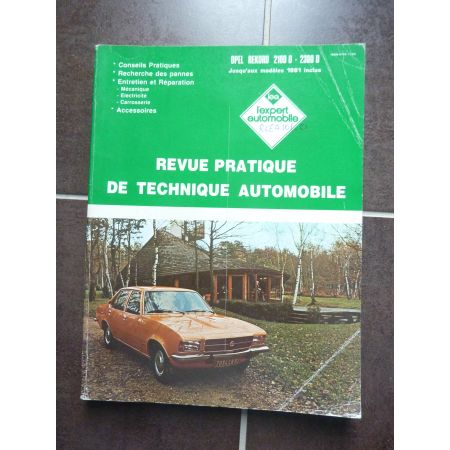 * Conseils Pratiques
* Recherche des pannes
* Entretien et Réparation
- Mécanique
- Electricité
- Carrosserie
* Accessoires
OPEL REKORD 2100 D - 2300 D
Jusqu'aux modèles 1981 inclus
l'expert
automobile
REVUE PRATIQUE
DE TECHNIQUE AUTOMOBILE